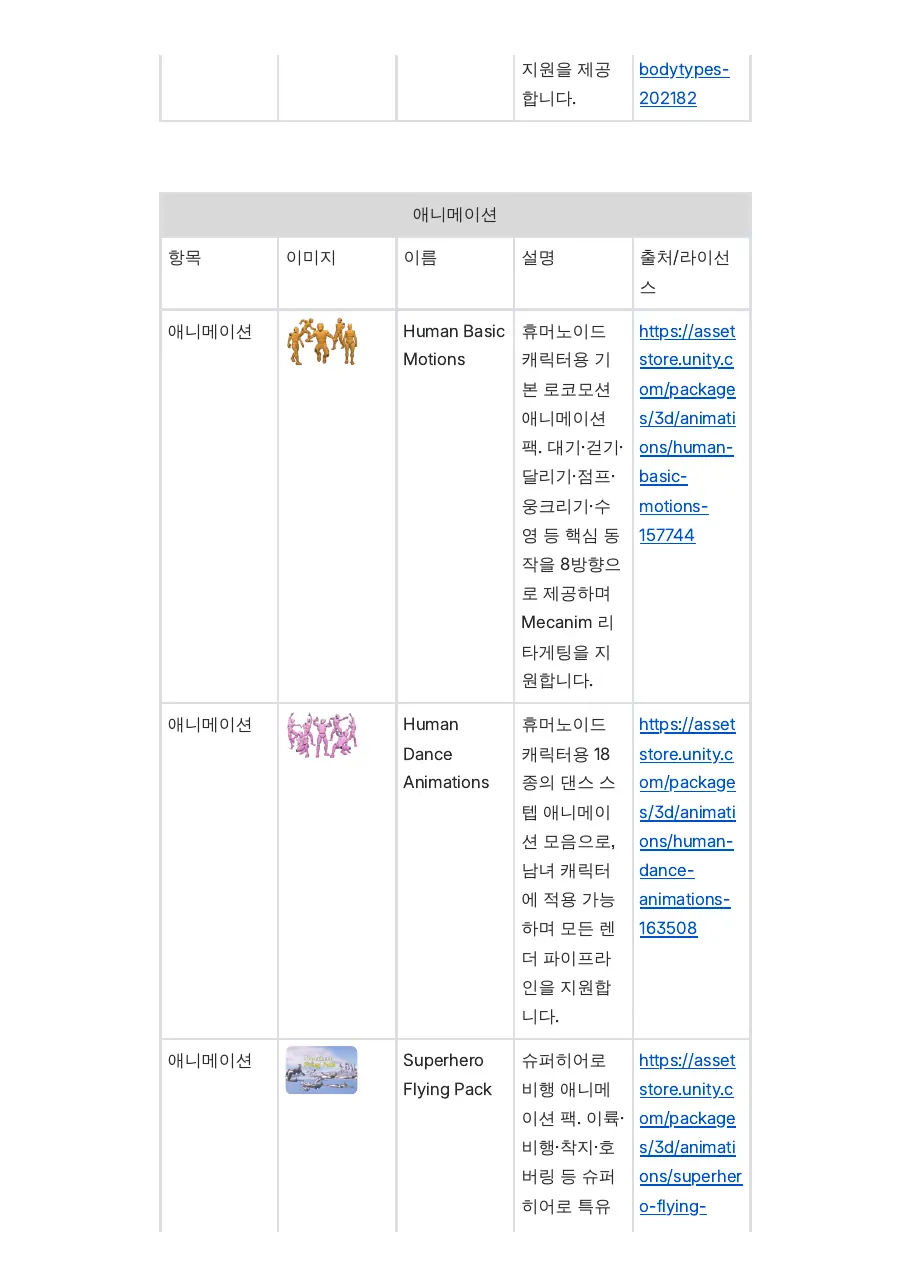 지원을 제공
합니다.
bodytypes-
202182
애니메이션
항목
이미지
이름
설명
출처/라이선
스
애니메이션
Human Basic
Motions
휴머노이드
캐릭터용 기
본 로코모션
애니메이션
팩. 대기·걷기·
달리기·점프·
웅크리기·수
영 등 핵심 동
작을 8방향으
로 제공하며
Mecanim 리
타게팅을 지
원합니다.
https://asset
store.unity.c
om/package
s/3d/animati
ons/human-
basic-
motions-
157744
애니메이션
Human
Dance
Animations
휴머노이드
캐릭터용 18
종의 댄스 스
텝 애니메이
션 모음으로,
남녀 캐릭터
에 적용 가능
하며 모든 렌
더 파이프라
인을 지원합
니다.
https://asset
store.unity.c
om/package
s/3d/animati
ons/human-
dance-
animations-
163508
애니메이션
Superhero
Flying Pack
슈퍼히어로
비행 애니메
이션 팩. 이륙·
비행·착지·호
버링 등 슈퍼
히어로 특유
https://asset
store.unity.c
om/package
s/3d/animati
ons/superher
o-flying-